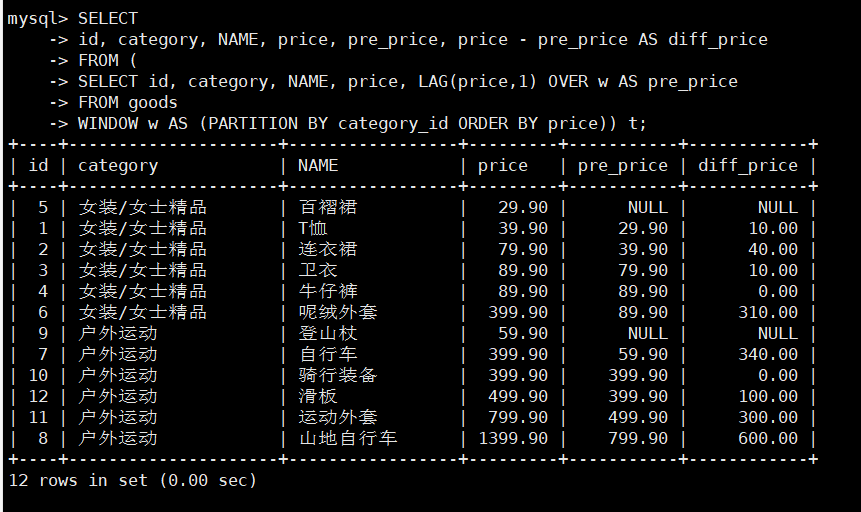 mysql> SELECT
    -> id, category, NAME, price, pre_price, price - pre_price AS diff_price
    -> FROM (
    -> SELECT id, category, NAME, price, LAG(price,1) OVER w AS pre_price
    -> FROM goods
    -> WINDOW w AS (PARTITION BY category_id ORDER BY price)) t;
+----+---------------------+-----------------+---------+-----------+------------+
| id | category            | NAME            | price   | pre_price | diff_price |
+----+---------------------+-----------------+---------+-----------+------------+
|  5 | 女装/女士精品       | 百褶裙          |   29.90 |      NULL |       NULL |
|  1 | 女装/女士精品       | T恤             |   39.90 |     29.90 |      10.00 |
|  2 | 女装/女士精品       | 连衣裙          |   79.90 |     39.90 |      40.00 |
|  3 | 女装/女士精品       | 卫衣            |   89.90 |     79.90 |      10.00 |
|  4 | 女装/女士精品       | 牛仔裤          |   89.90 |     89.90 |       0.00 |
|  6 | 女装/女士精品       | 呢绒外套        |  399.90 |     89.90 |     310.00 |
|  9 | 户外运动            | 登山杖          |   59.90 |      NULL |       NULL |
|  7 | 户外运动            | 自行车          |  399.90 |     59.90 |     340.00 |
| 10 | 户外运动            | 骑行装备        |  399.90 |    399.90 |       0.00 |
| 12 | 户外运动            | 滑板            |  499.90 |    399.90 |     100.00 |
| 11 | 户外运动            | 运动外套        |  799.90 |    499.90 |     300.00 |
|  8 | 户外运动            | 山地自行车      | 1399.90 |    799.90 |     600.00 |
+----+---------------------+-----------------+---------+-----------+------------+
12 rows in set (0.00 sec)